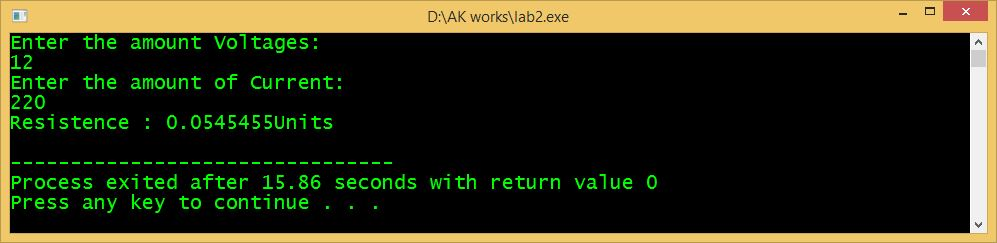 D:\AK works\lab2.exe
Enter the amount Voltages:
12
Enter the amount of Current:
220
Resistence : 0.0545455Units
--------------------------------
Process exited after 15.86 seconds with return value 0
Press any key to continue . . .